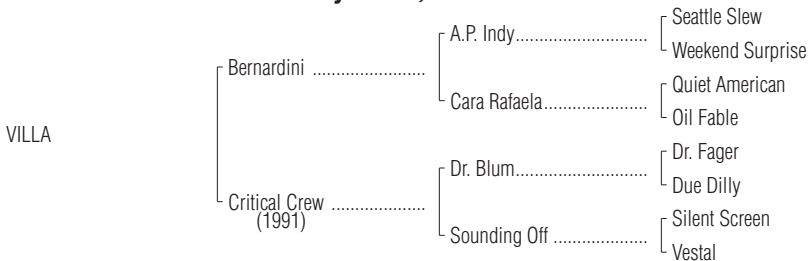 Seattle Slew
A.P. Indy..............................
Weekend Surprise
Bernardini .........................
Quiet American
Cara Rafaela.......................
Oil Fable
VILLA
Dr. Fager
Dr. Blum..............................
Due Dilly
Critical Crew .....................
(1991)
Silent Screen
Sounding Off .....................
Vestal